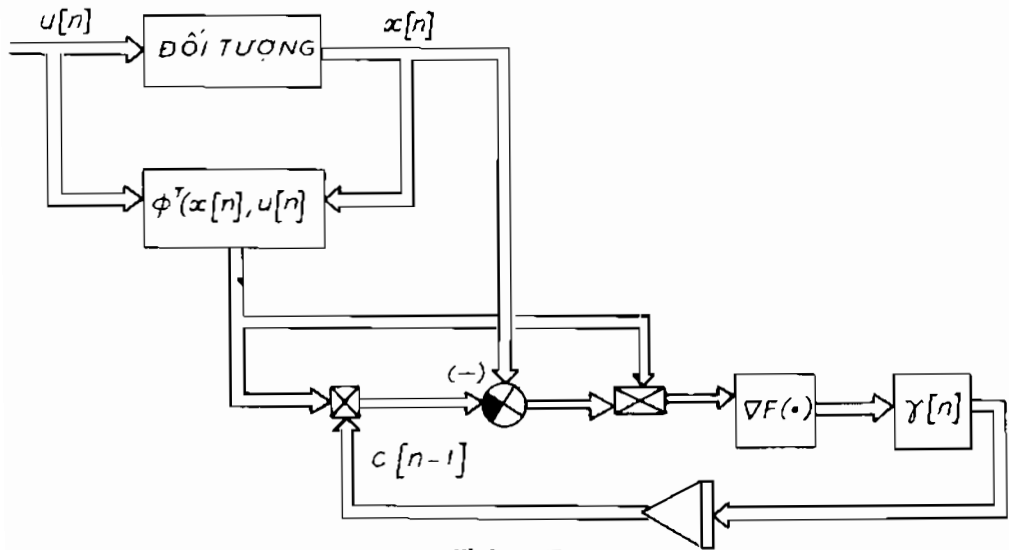 u[n]
x[n]
ĐỐI TƯỢNG
ϕᵀ(x[n], u[n]
(−)
∇F(•)
γ[n]
c[n-1]